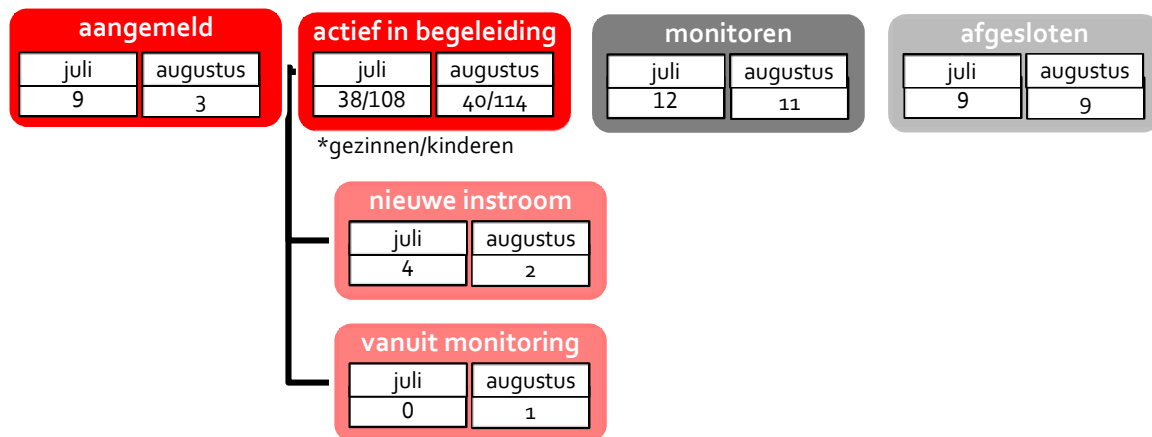 aangemeld
juli augustus
9 3
actief in begeleiding
juli augustus
38/108 40/114
*gezinnen/kinderen
monitoren
juli augustus
12 11
afgesloten
juli augustus
9 9
nieuwe instroom
juli augustus
4 2
vanuit monitoring
juli augustus
0 1